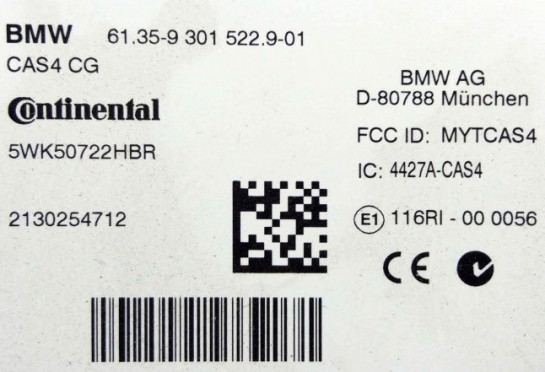 BMW 61.35-9 301 522.9-01
CAS4 CG
Continental
5WK50722HBR
2130254712
BMW AG
D-80788 München
FCC ID: MYTCAS4
IC: 4427A-CAS4
E1 116RI - 00 0056
CE